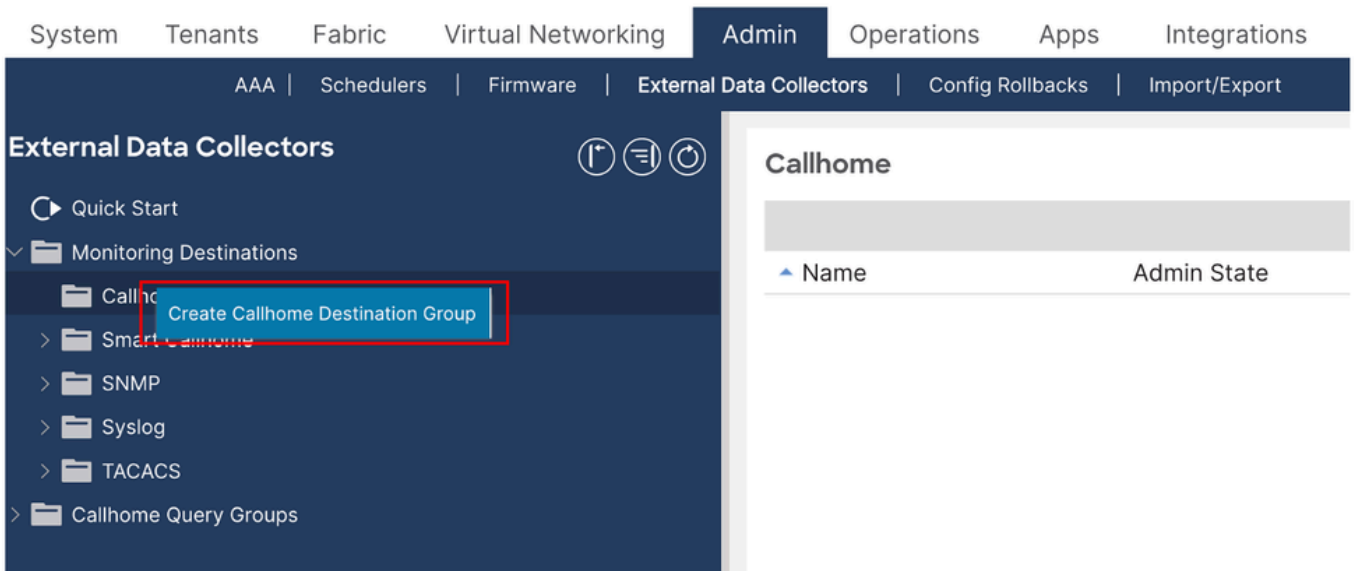 System Tenants Fabric Virtual Networking Admin Operations Apps Integrations
AAA | Schedulers | Firmware | External Data Collectors | Config Rollbacks | Import/Export
External Data Collectors
Quick Start
Monitoring Destinations
Create Callhome Destination Group
Smart Callhome
SNMP
Syslog
TACACS
Callhome Query Groups
Callhome
Name Admin State